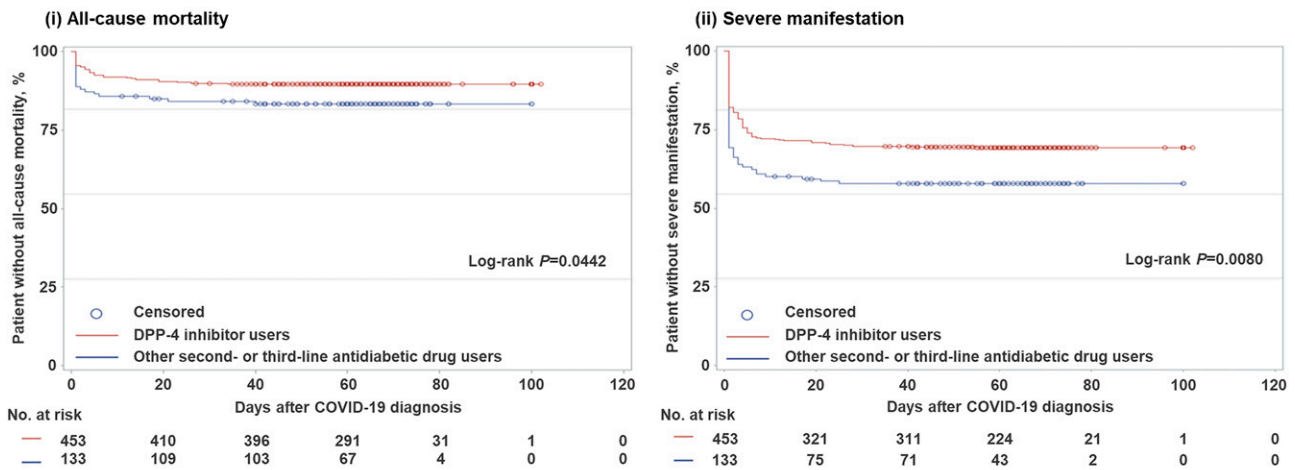 (i) All-cause mortality
Patient without all-cause mortality, %
100
75
50
25
0
Log-rank P=0.0442
Censored
DPP-4 inhibitor users
Other second- or third-line antidiabetic drug users
0 20 40 60 80 100 120
Days after COVID-19 diagnosis
No. at risk
453 410 396 291 31 1 0
133 109 103 67 4 0 0
(ii) Severe manifestation
Patient without severe manifestation, %
100
75
50
25
0
Log-rank P=0.0080
Censored
DPP-4 inhibitor users
Other second- or third-line antidiabetic drug users
0 20 40 60 80 100 120
Days after COVID-19 diagnosis
No. at risk
453 321 311 224 21 1 0
133 75 71 43 2 0 0